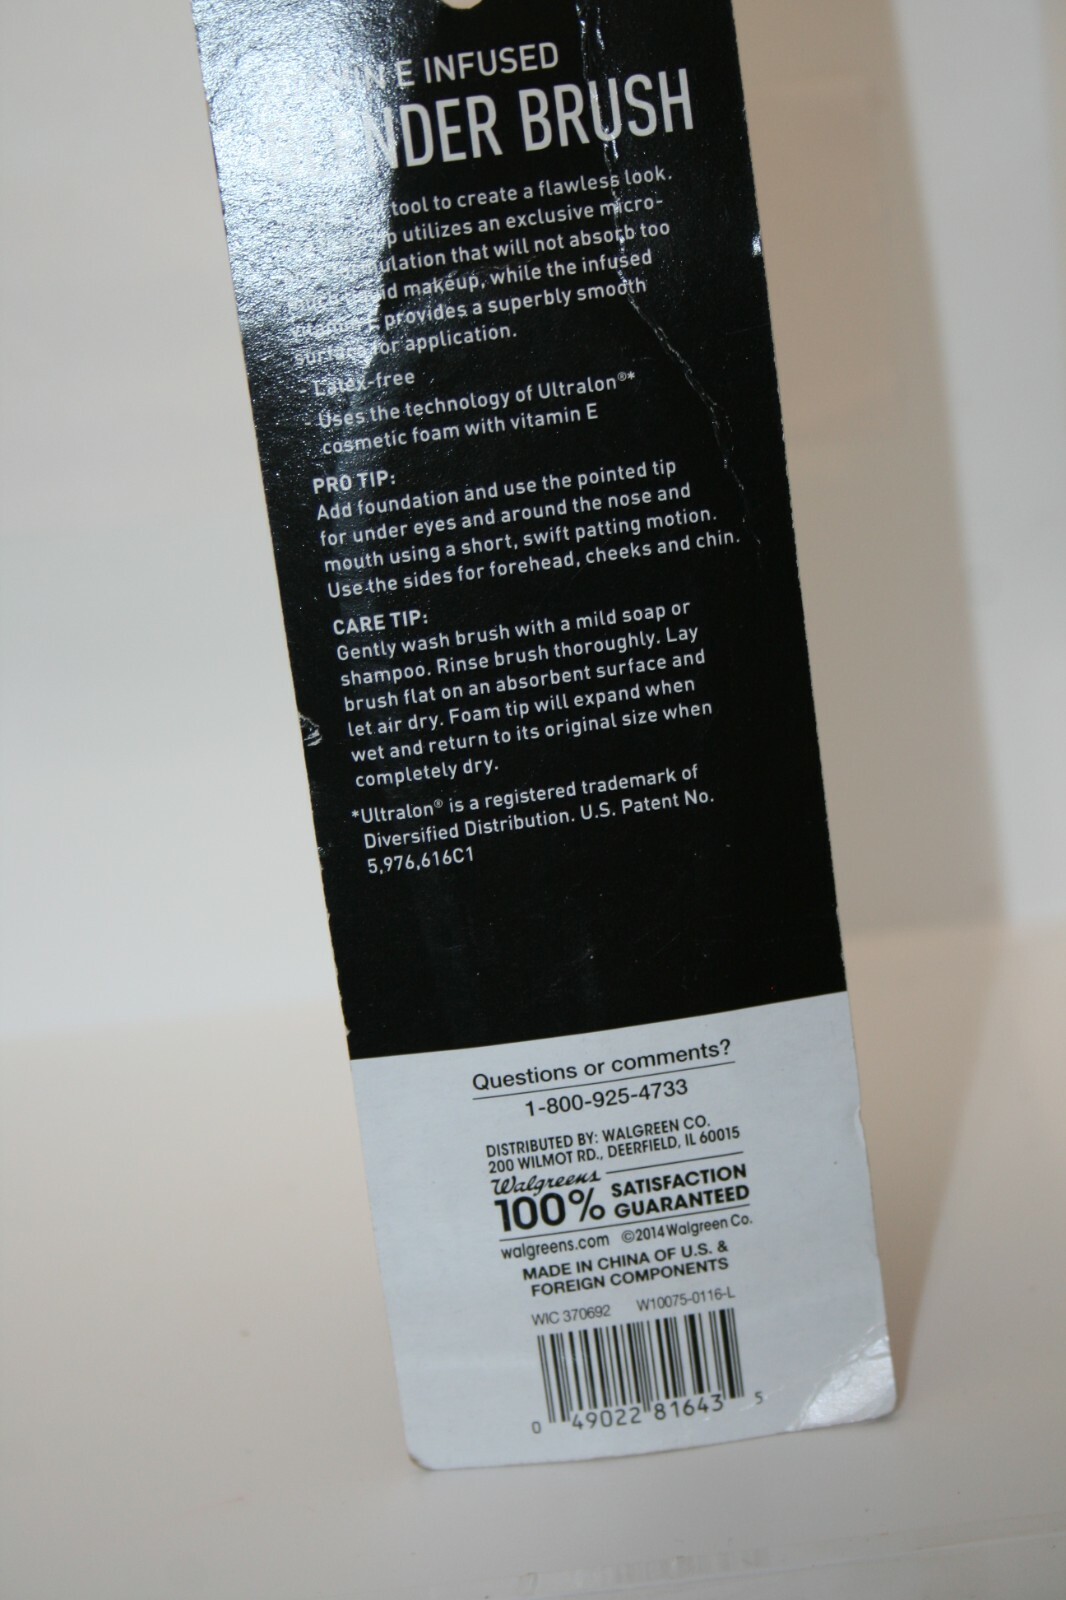 E INFUSED
BLENDER BRUSH
tool to create a flawless look.
utilizes an exclusive micro-
that will not absorb too
much liquid makeup, while the infused
vitamin E provides a superbly smooth
surface for application.
- Latex-free
- Uses the technology of Ultralon®*
cosmetic foam with vitamin E
PRO TIP:
Add foundation and use the pointed tip
for under eyes and around the nose and
mouth using a short, swift patting motion.
Use the sides for forehead, cheeks and chin.
CARE TIP:
Gently wash brush with a mild soap or
shampoo. Rinse brush thoroughly. Lay
brush flat on an absorbent surface and
let air dry. Foam tip will expand when
wet and return to its original size when
completely dry.
*Ultralon® is a registered trademark of
Diversified Distribution. U.S. Patent No.
5,976,616C1
Questions or comments?
1-800-925-4733
DISTRIBUTED BY: WALGREEN CO.
200 WILMOT RD., DEERFIELD, IL 60015
Walgreens
100% SATISFACTION
GUARANTEED
walgreens.com ©2014 Walgreen Co.
MADE IN CHINA OF U.S. &
FOREIGN COMPONENTS
WIC 370692 W10075-0116-L
0 49022 81643 5